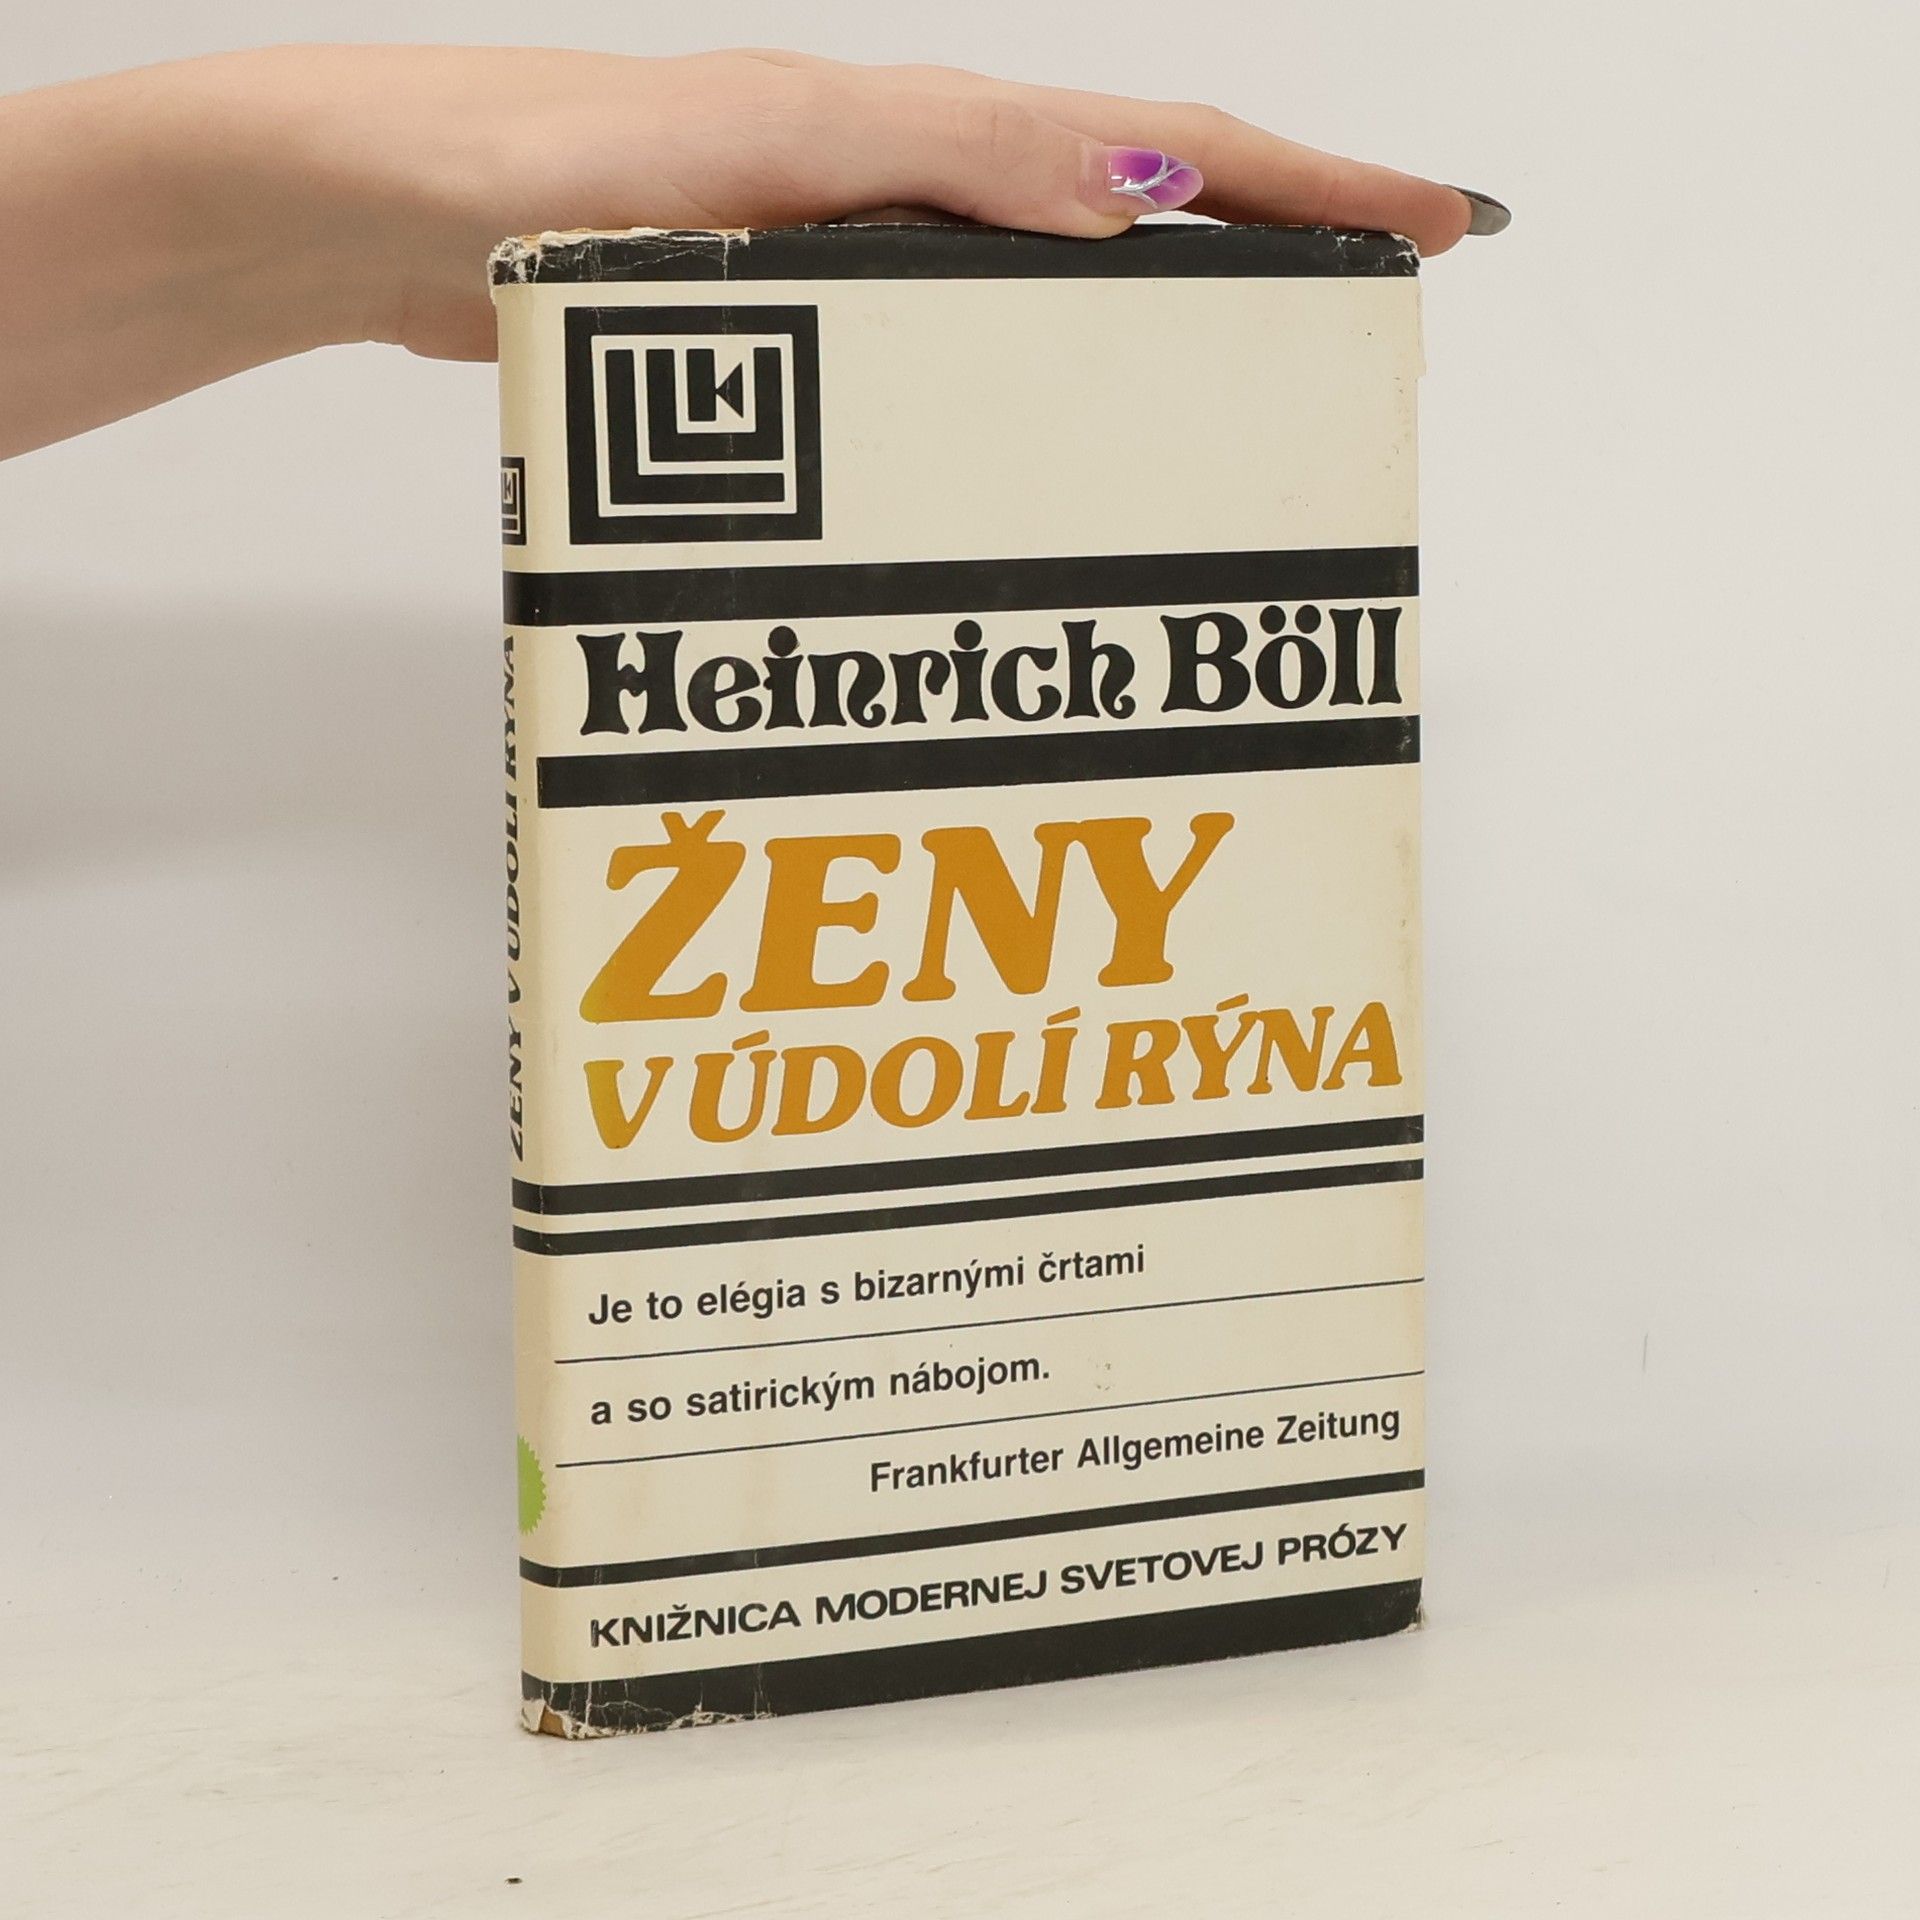 Heinrich Böll
ŽENY
V ÚDOLÍ RÝNA
Je to elégia s bizarnými črtami
a so satirickým nábojom.
Frankfurter Allgemeine Zeitung
KNIŽNICA MODERNEJ SVETOVEJ PRÓZY
ŽENY V ÚDOLÍ RÝNA